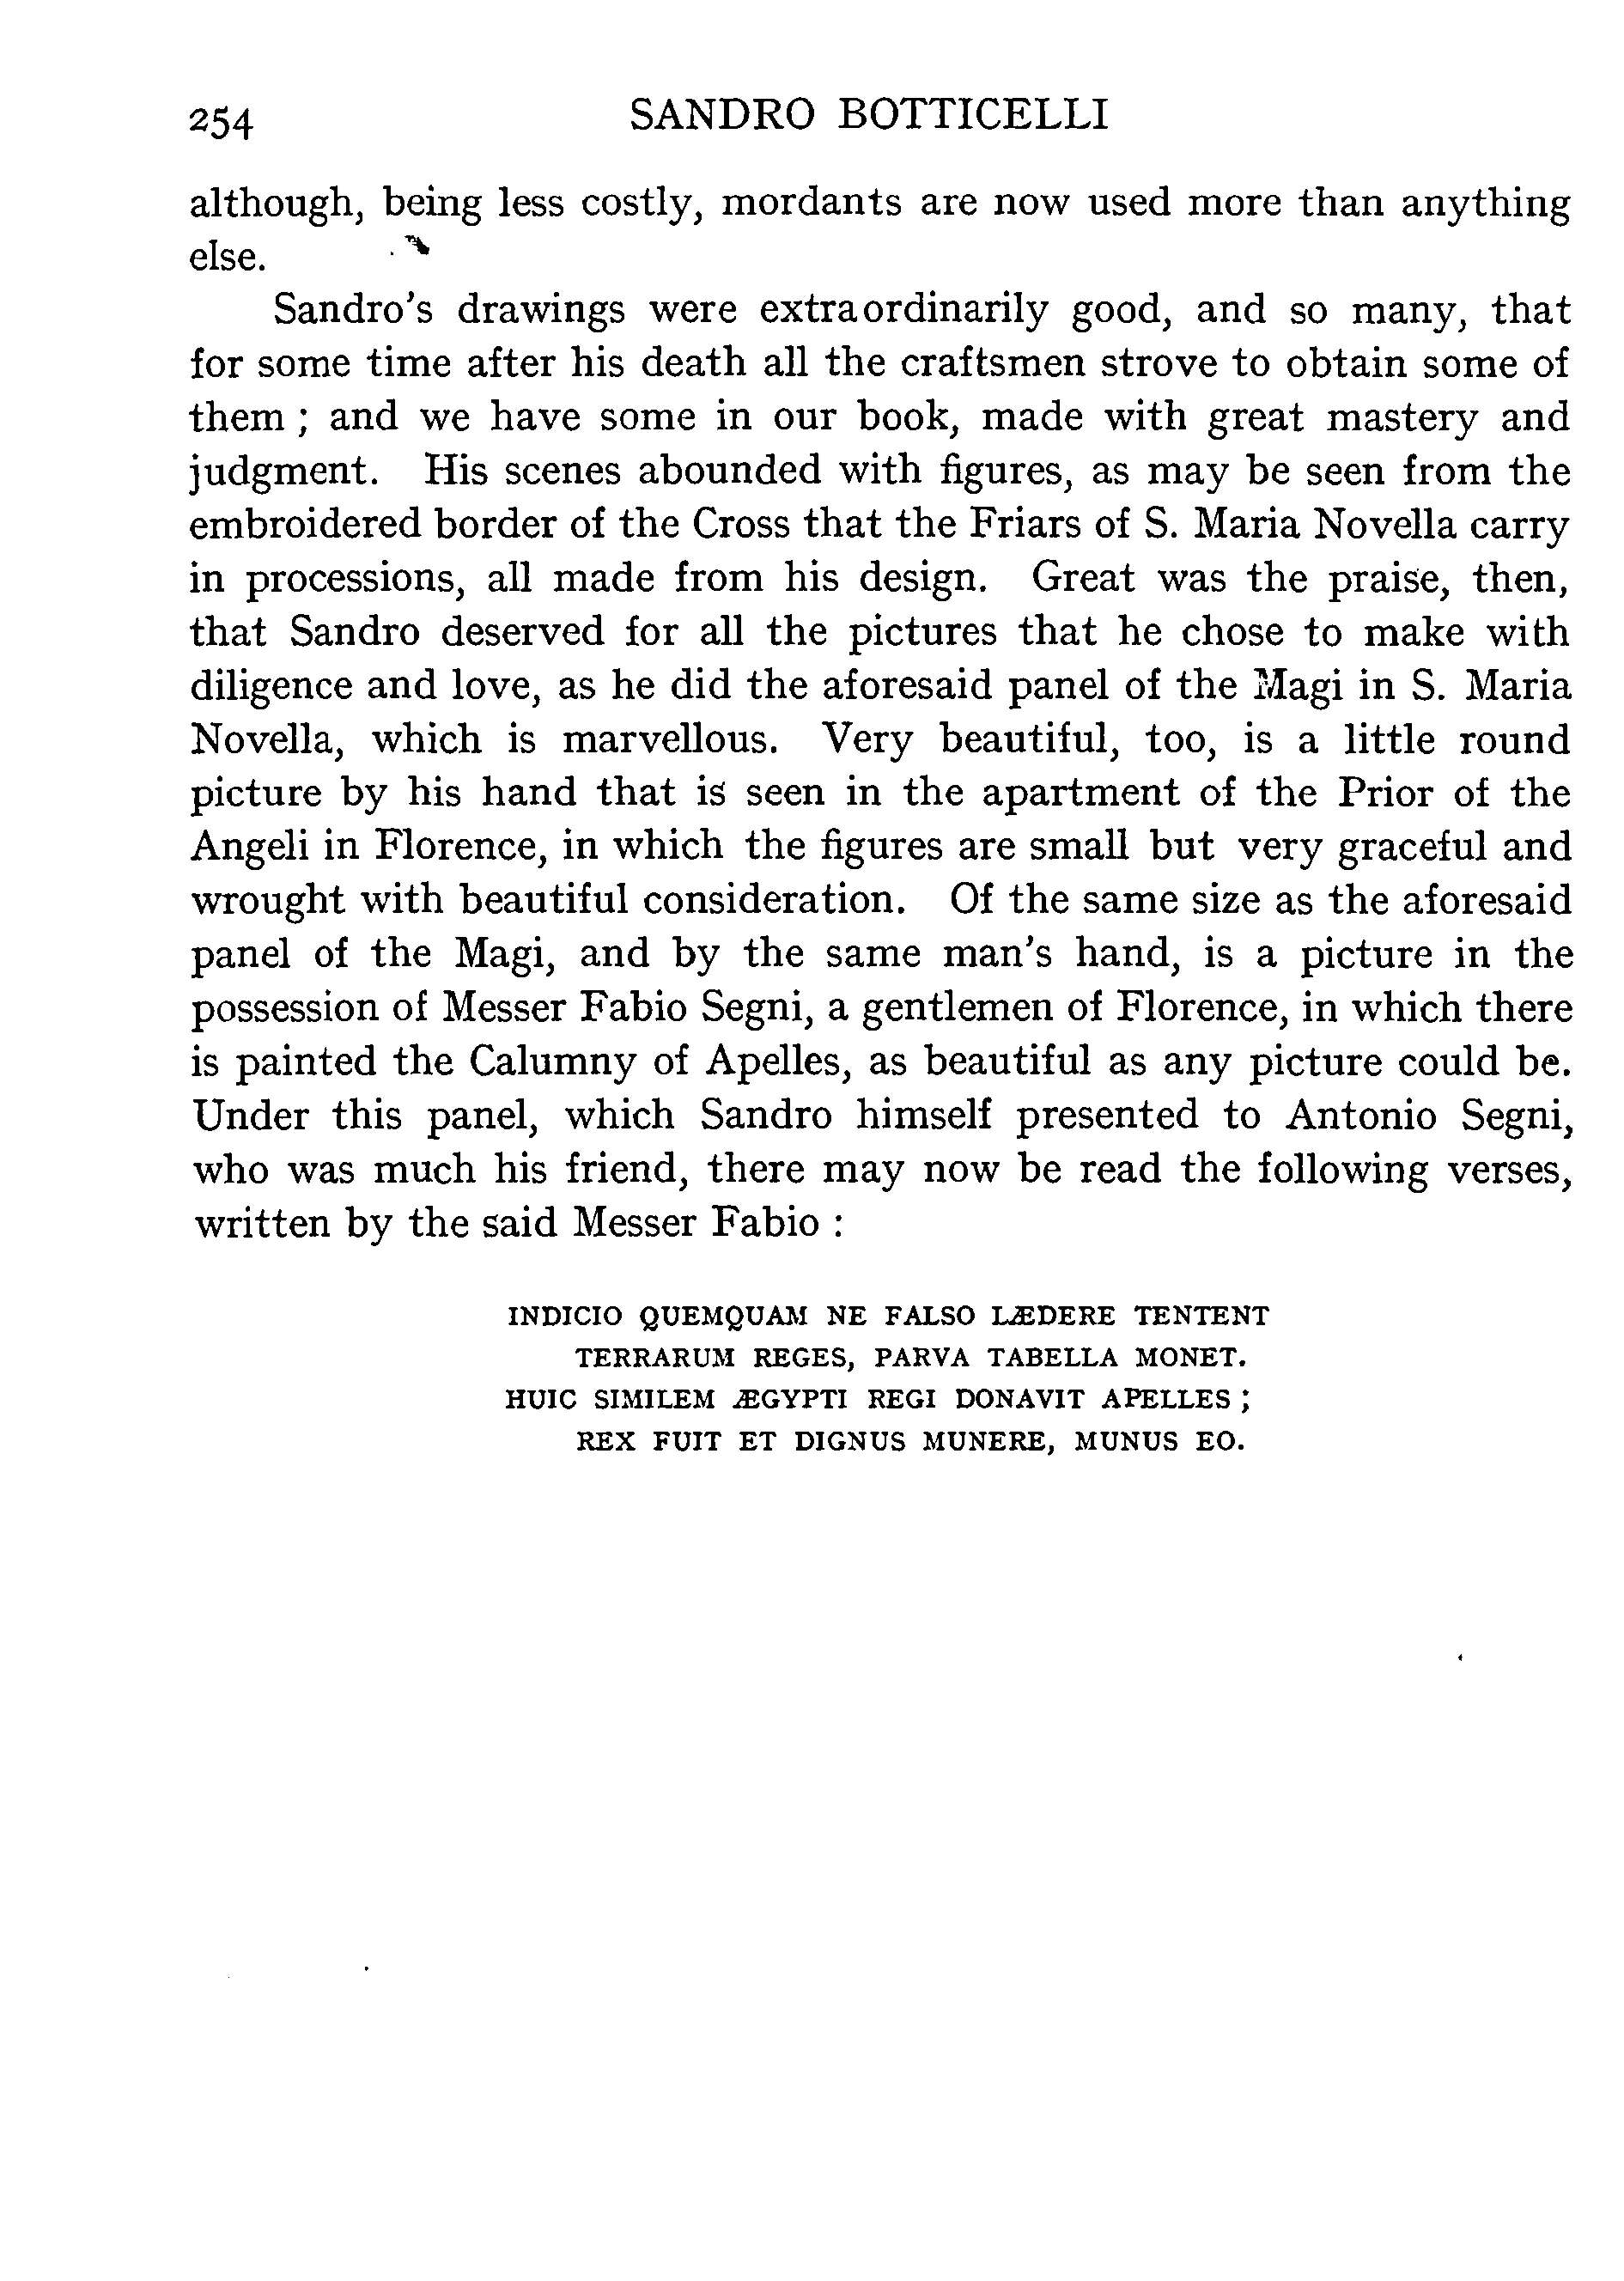 254 SANDRO BOTTICELLI
although, being less costly, mordants are now used more than anything
else.
Sandro's drawings were extraordinarily good, and so many, that
for some time after his death all the craftsmen strove to obtain some of
them ; and we have some in our book, made with great mastery and
judgment. His scenes abounded with figures, as may be seen from the
embroidered border of the Cross that the Friars of S. Maria Novella carry
in processions, all made from his design. Great was the praise, then,
that Sandro deserved for all the pictures that he chose to make with
diligence and love, as he did the aforesaid panel of the Magi in S. Maria
Novella, which is marvellous. Very beautiful, too, is a little round
picture by his hand that is seen in the apartment of the Prior of the
Angeli in Florence, in which the figures are small but very graceful and
wrought with beautiful consideration. Of the same size as the aforesaid
panel of the Magi, and by the same man's hand, is a picture in the
possession of Messer Fabio Segni, a gentlemen of Florence, in which there
is painted the Calumny of Apelles, as beautiful as any picture could be.
Under this panel, which Sandro himself presented to Antonio Segni,
who was much his friend, there may now be read the following verses,
written by the said Messer Fabio :
INDICIO QUEMQUAM NE FALSO LÆDERE TENTENT
TERRARUM REGES, PARVA TABELLA MONET.
HUIC SIMILEM ÆGYPTI REGI DONAVIT APELLES ;
REX FUIT ET DIGNUS MUNERE, MUNUS EO.